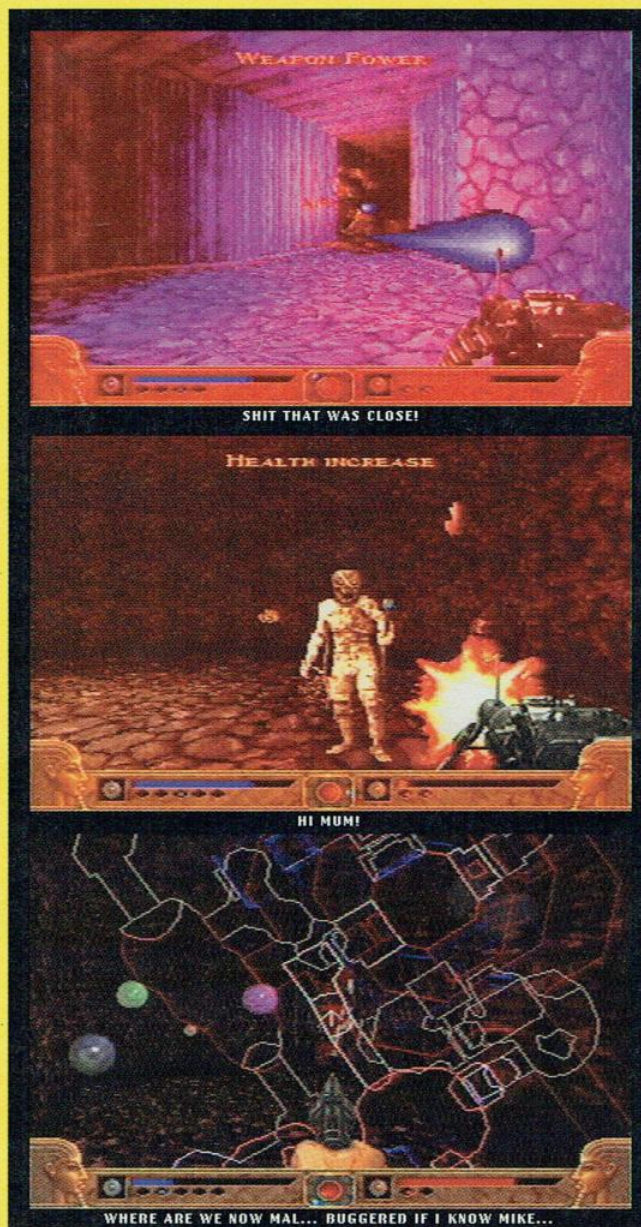 WEAPON POWER
SHIT THAT WAS CLOSE!
HEALTH INCREASE
HI MUM!
WHERE ARE WE NOW MAL... BUGGERED IF I KNOW MIKE...